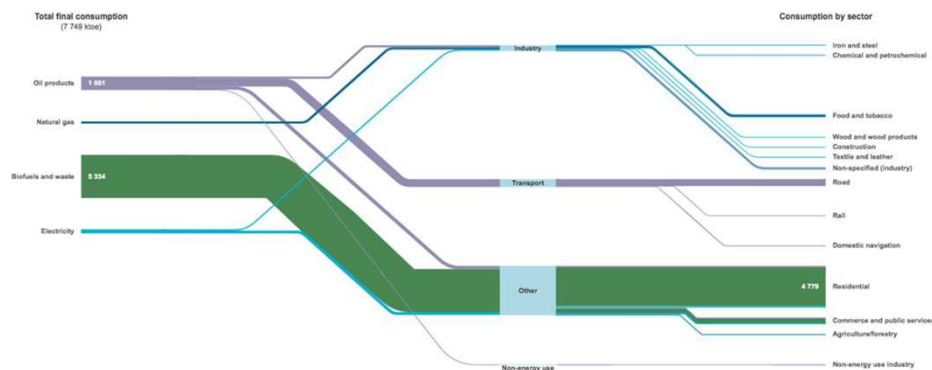 Total final consumption
(7 749 ktoe)
Consumption by sector
Industry
Iron and steel
Chemical and petrochemical
Oil products
1 601
Natural gas
Food and tobacco
Wood and wood products
Construction
Textile and leather
Non-specified (industry)
Biofuels and waste
5 334
Transport
Road
Rail
Electricity
Domestic navigation
Other
4 779
Residential
Commerce and public services
Agriculture/forestry
Non-energy use
Non-energy use industry